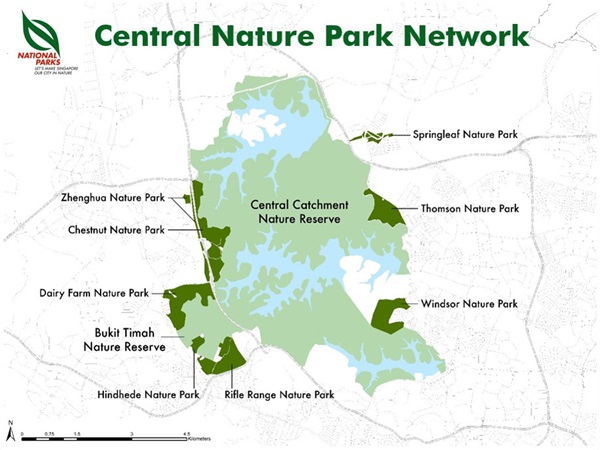 Central Nature Park Network
NATIONAL
PARKS
LET'S MAKE SINGAPORE
OUR CITY IN NATURE
Springleaf Nature Park
Zhenghua Nature Park
Central Catchment
Nature Reserve
Thomson Nature Park
Chestnut Nature Park
Dairy Farm Nature Park
Windsor Nature Park
Bukit Timah
Nature Reserve
Hindhede Nature Park
Rifle Range Nature Park
N
0 0.75 1.5 3 4.5
Kilometers